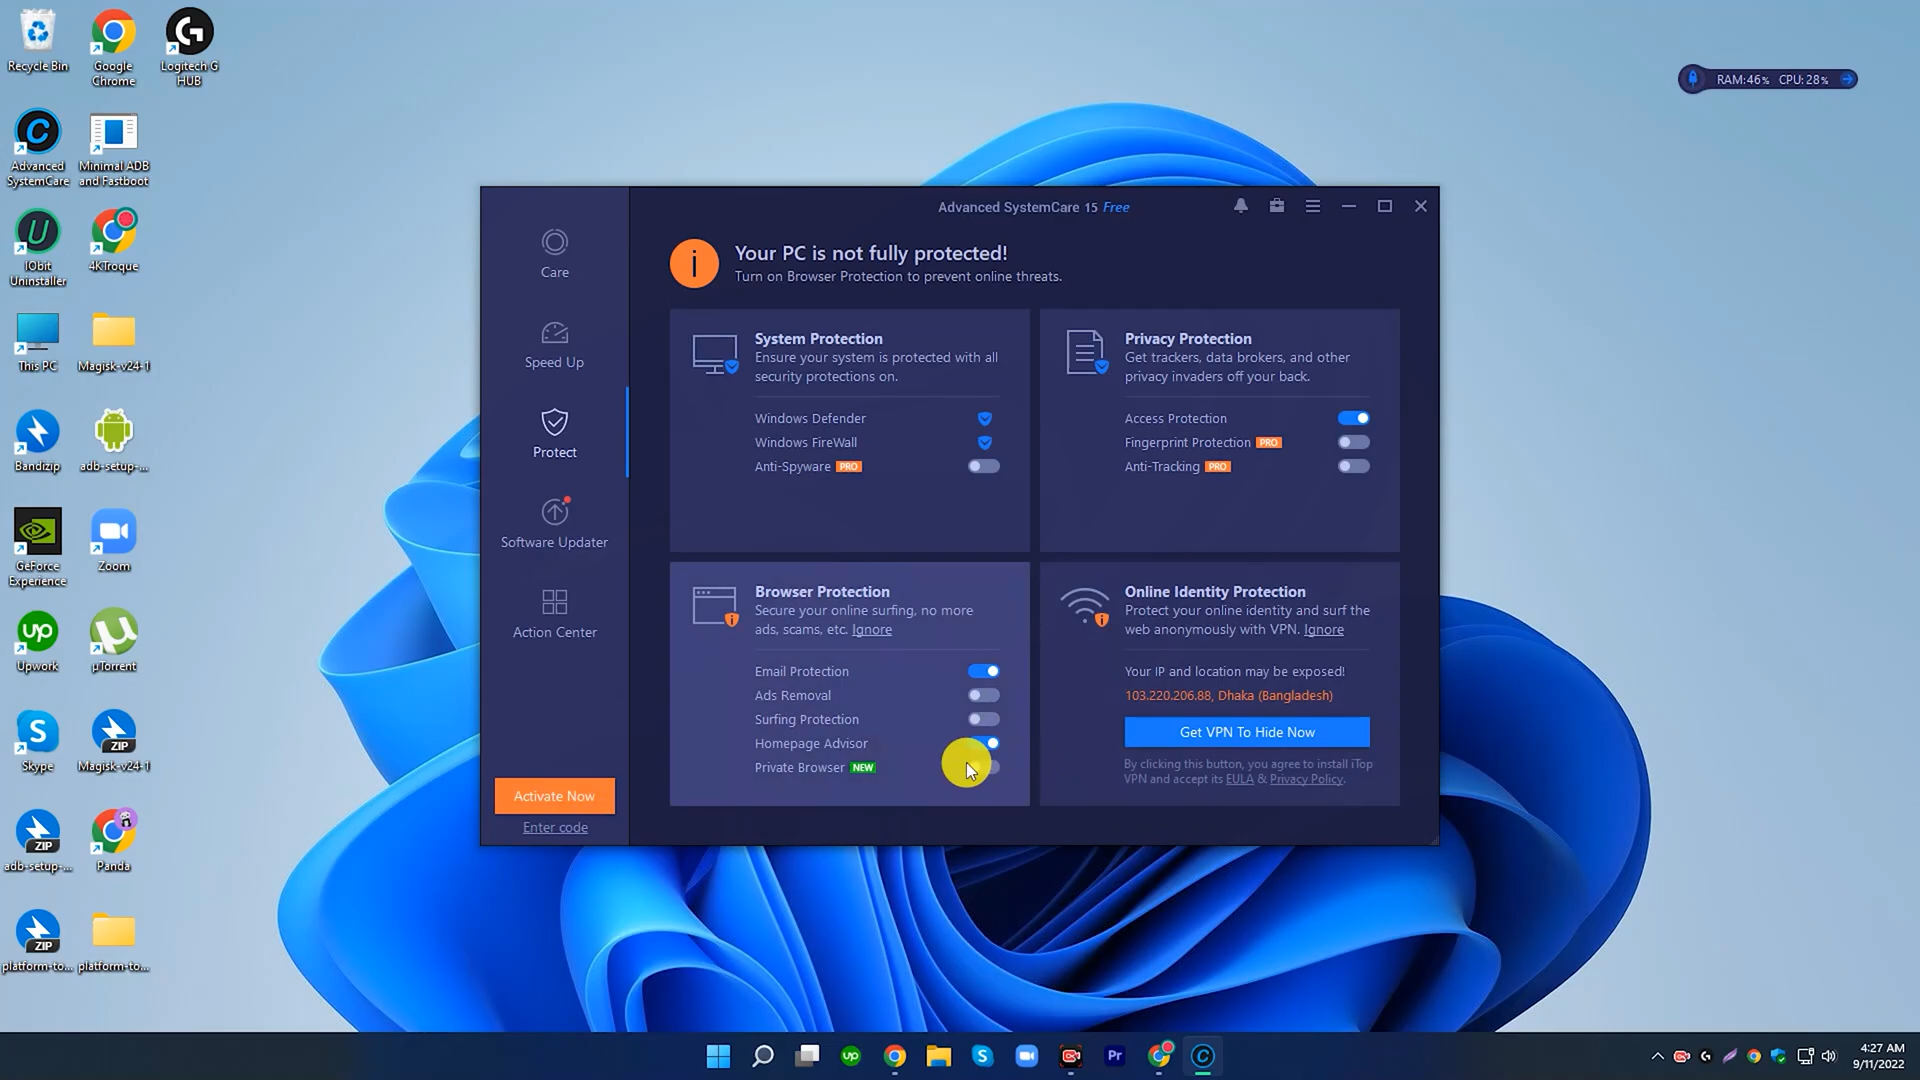 Recycle Bin
Google
Chrome
Logitech G
HUB
Advanced
SystemCare
Minimal ADB
and Fastboot
IObit
Uninstaller
4KTroque
This PC
Magisk-v24-1
Bandizip
adb-setup-...
GeForce
Experience
Zoom
Upwork
µTorrent
Skype
ZIP
Magisk-v24-1
ZIP
adb-setup-...
Panda
ZIP
platform-to...
platform-to...
RAM:46% CPU:28%
Advanced SystemCare 15 Free
Care
Speed Up
Protect
Software Updater
Action Center
Activate Now
Enter code
Your PC is not fully protected!
Turn on Browser Protection to prevent online threats.
System Protection
Ensure your system is protected with all
security protections on.
Windows Defender
Windows FireWall
Anti-Spyware PRO
Privacy Protection
Get trackers, data brokers, and other
privacy invaders off your back.
Access Protection
Fingerprint Protection PRO
Anti-Tracking PRO
Browser Protection
Secure your online surfing, no more
ads, scams, etc. Ignore
Email Protection
Ads Removal
Surfing Protection
Homepage Advisor
Private Browser NEW
Online Identity Protection
Protect your online identity and surf the
web anonymously with VPN. Ignore
Your IP and location may be exposed!
103.220.206.88, Dhaka (Bangladesh)
Get VPN To Hide Now
By clicking this button, you agree to install iTop
VPN and accept its EULA & Privacy Policy.
up
Pr
4:27 AM
9/11/2022